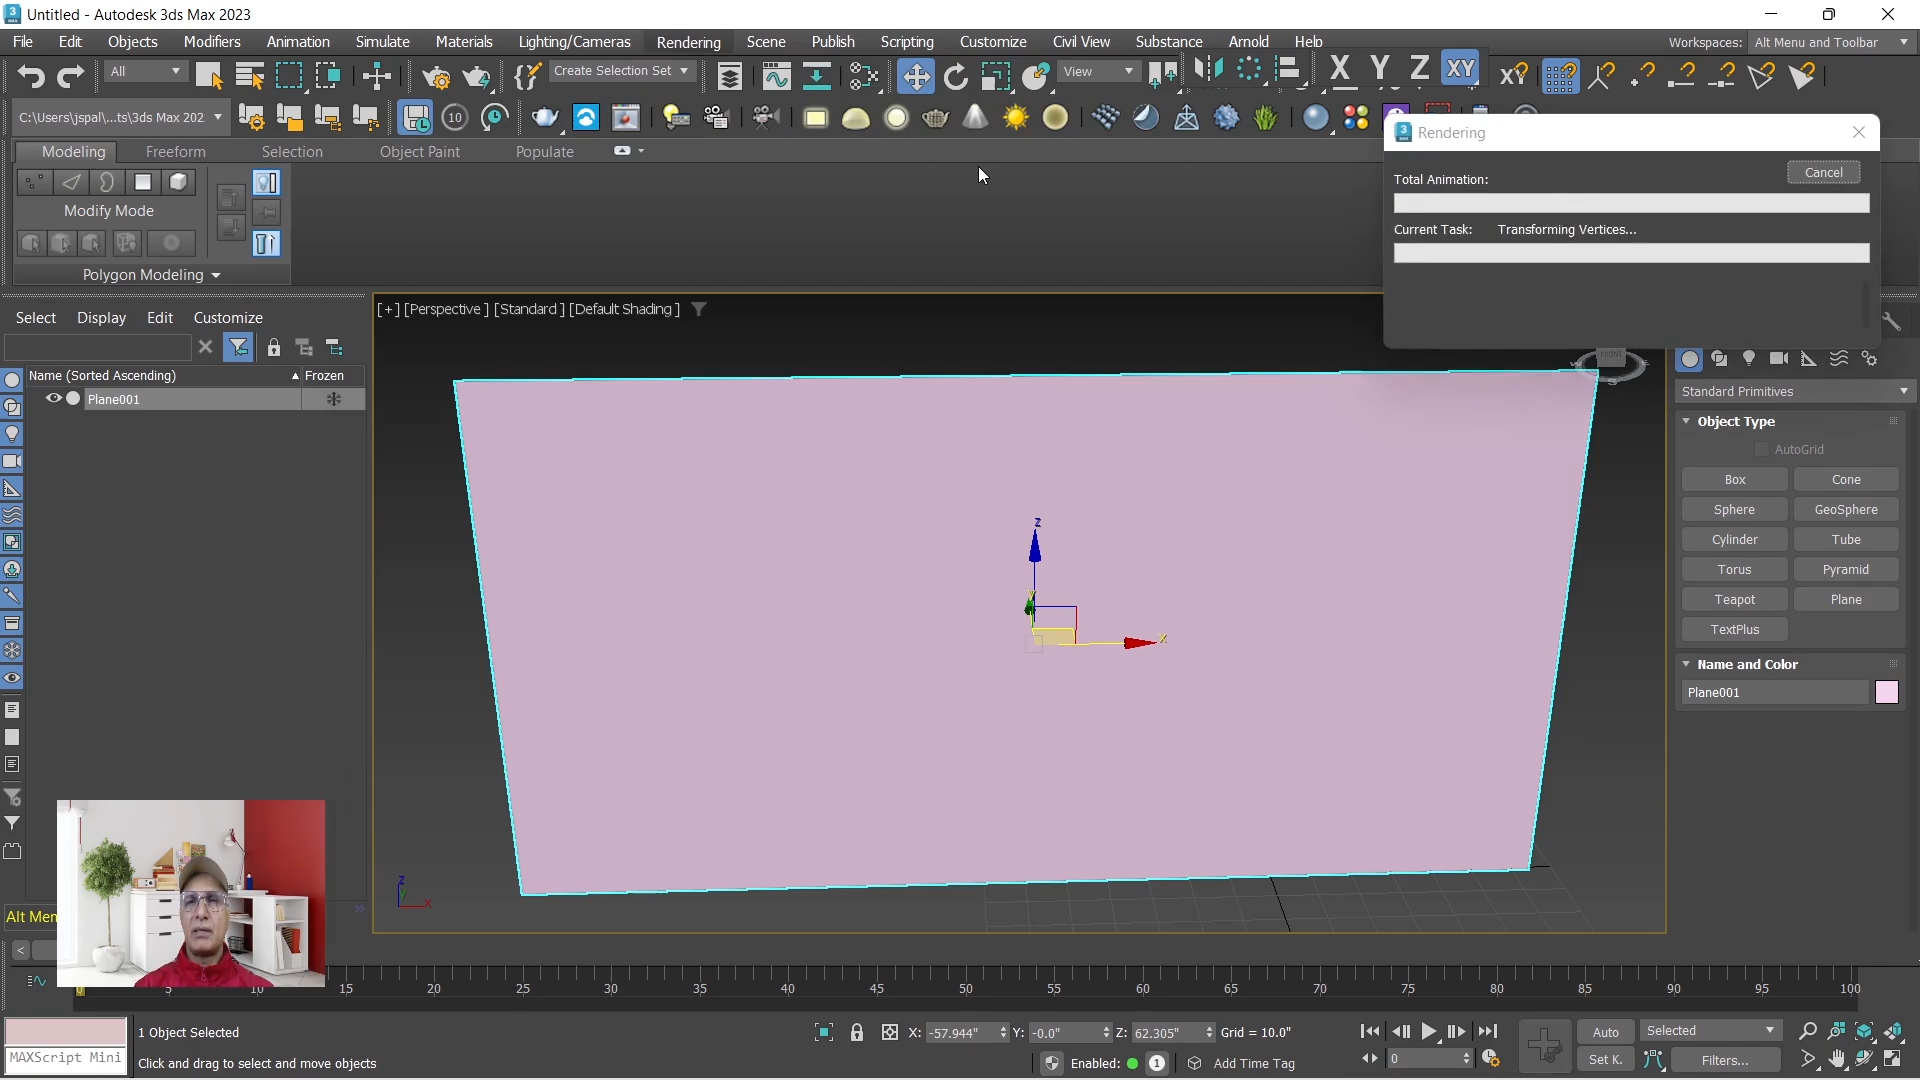 Untitled - Autodesk 3ds Max 2023
File Edit Objects Modifiers Animation Simulate Materials Lighting/Cameras Rendering Scene Publish Scripting Customize Civil View Substance Arnold Help
Workspaces: Alt Menu and Toolbar
All
Create Selection Set
View
X Y Z XY
C:\Users\jspal\...ts\3ds Max 202
10
Modeling Freeform Selection Object Paint Populate
Modify Mode
Polygon Modeling
Rendering
Total Animation:
Cancel
Current Task: Transforming Vertices...
Select Display Edit Customize
Name (Sorted Ascending) Frozen
Plane001
[+] [Perspective ] [Standard ] [Default Shading ]
FRONT
S
z
x
z
x
Standard Primitives
Object Type
AutoGrid
Box Cone
Sphere GeoSphere
Cylinder Tube
Torus Pyramid
Teapot Plane
TextPlus
Name and Color
Plane001
Alt Men
5 10 15 20 25 30 35 40 45 50 55 60 65 70 75 80 85 90 95 100
1 Object Selected
X: -57.944" Y: -0.0" Z: 62.305" Grid = 10.0"
Auto Selected
MAXScript Mini
Click and drag to select and move objects
Enabled: 1 Add Time Tag
0
Set K. Filters...